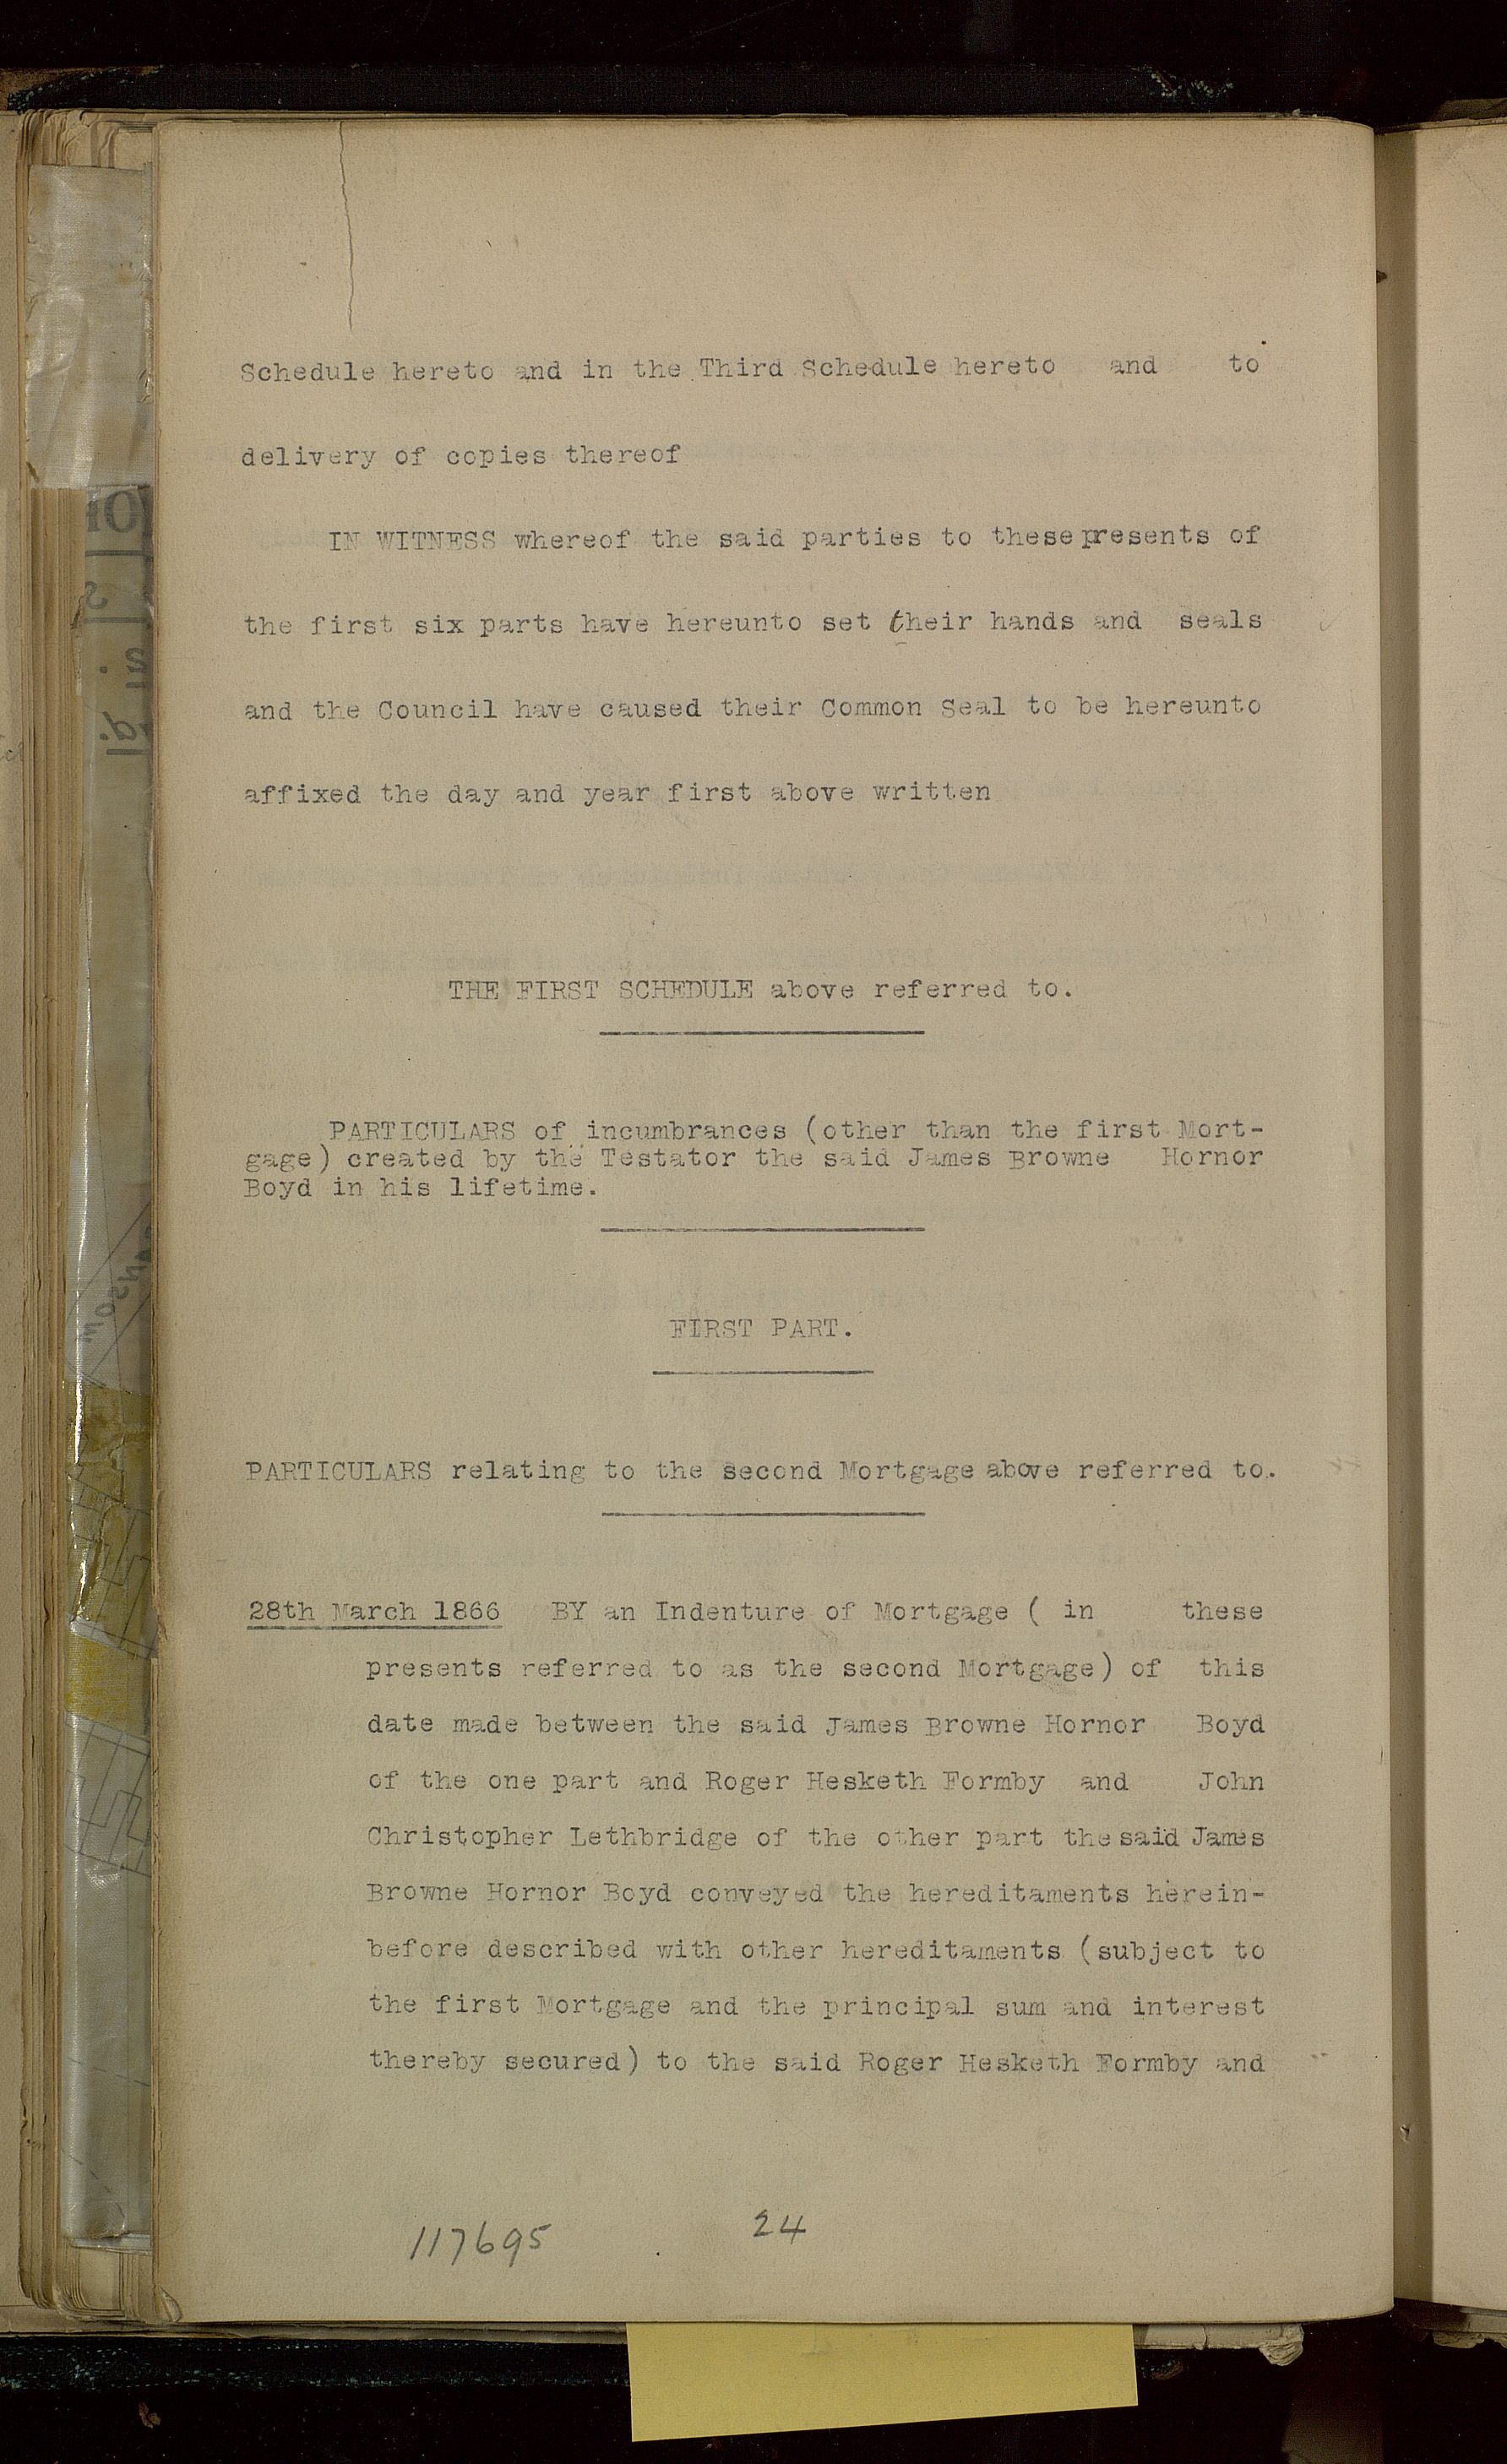 Schedule hereto and in the Third Schedule hereto and to
delivery of copies thereof
IN WITNESS whereof the said parties to these presents of
the first six parts have hereunto set their hands and seals
and the Council have caused their Common Seal to be hereunto
affixed the day and year first above written
THE FIRST SCHEDULE above referred to.
PARTICULARS of incumbrances (other than the first Mort-
gage) created by the Testator the said James Browne Hornor
Boyd in his lifetime.
FIRST PART.
PARTICULARS relating to the second Mortgage above referred to.
28th March 1866 BY an Indenture of Mortgage ( in these
presents referred to as the second Mortgage) of this
date made between the said James Browne Hornor Boyd
of the one part and Roger Hesketh Formby and John
Christopher Lethbridge of the other part the said James
Browne Hornor Boyd conveyed the hereditaments herein-
before described with other hereditaments (subject to
the first Mortgage and the principal sum and interest
thereby secured) to the said Roger Hesketh Formby and
117695 24